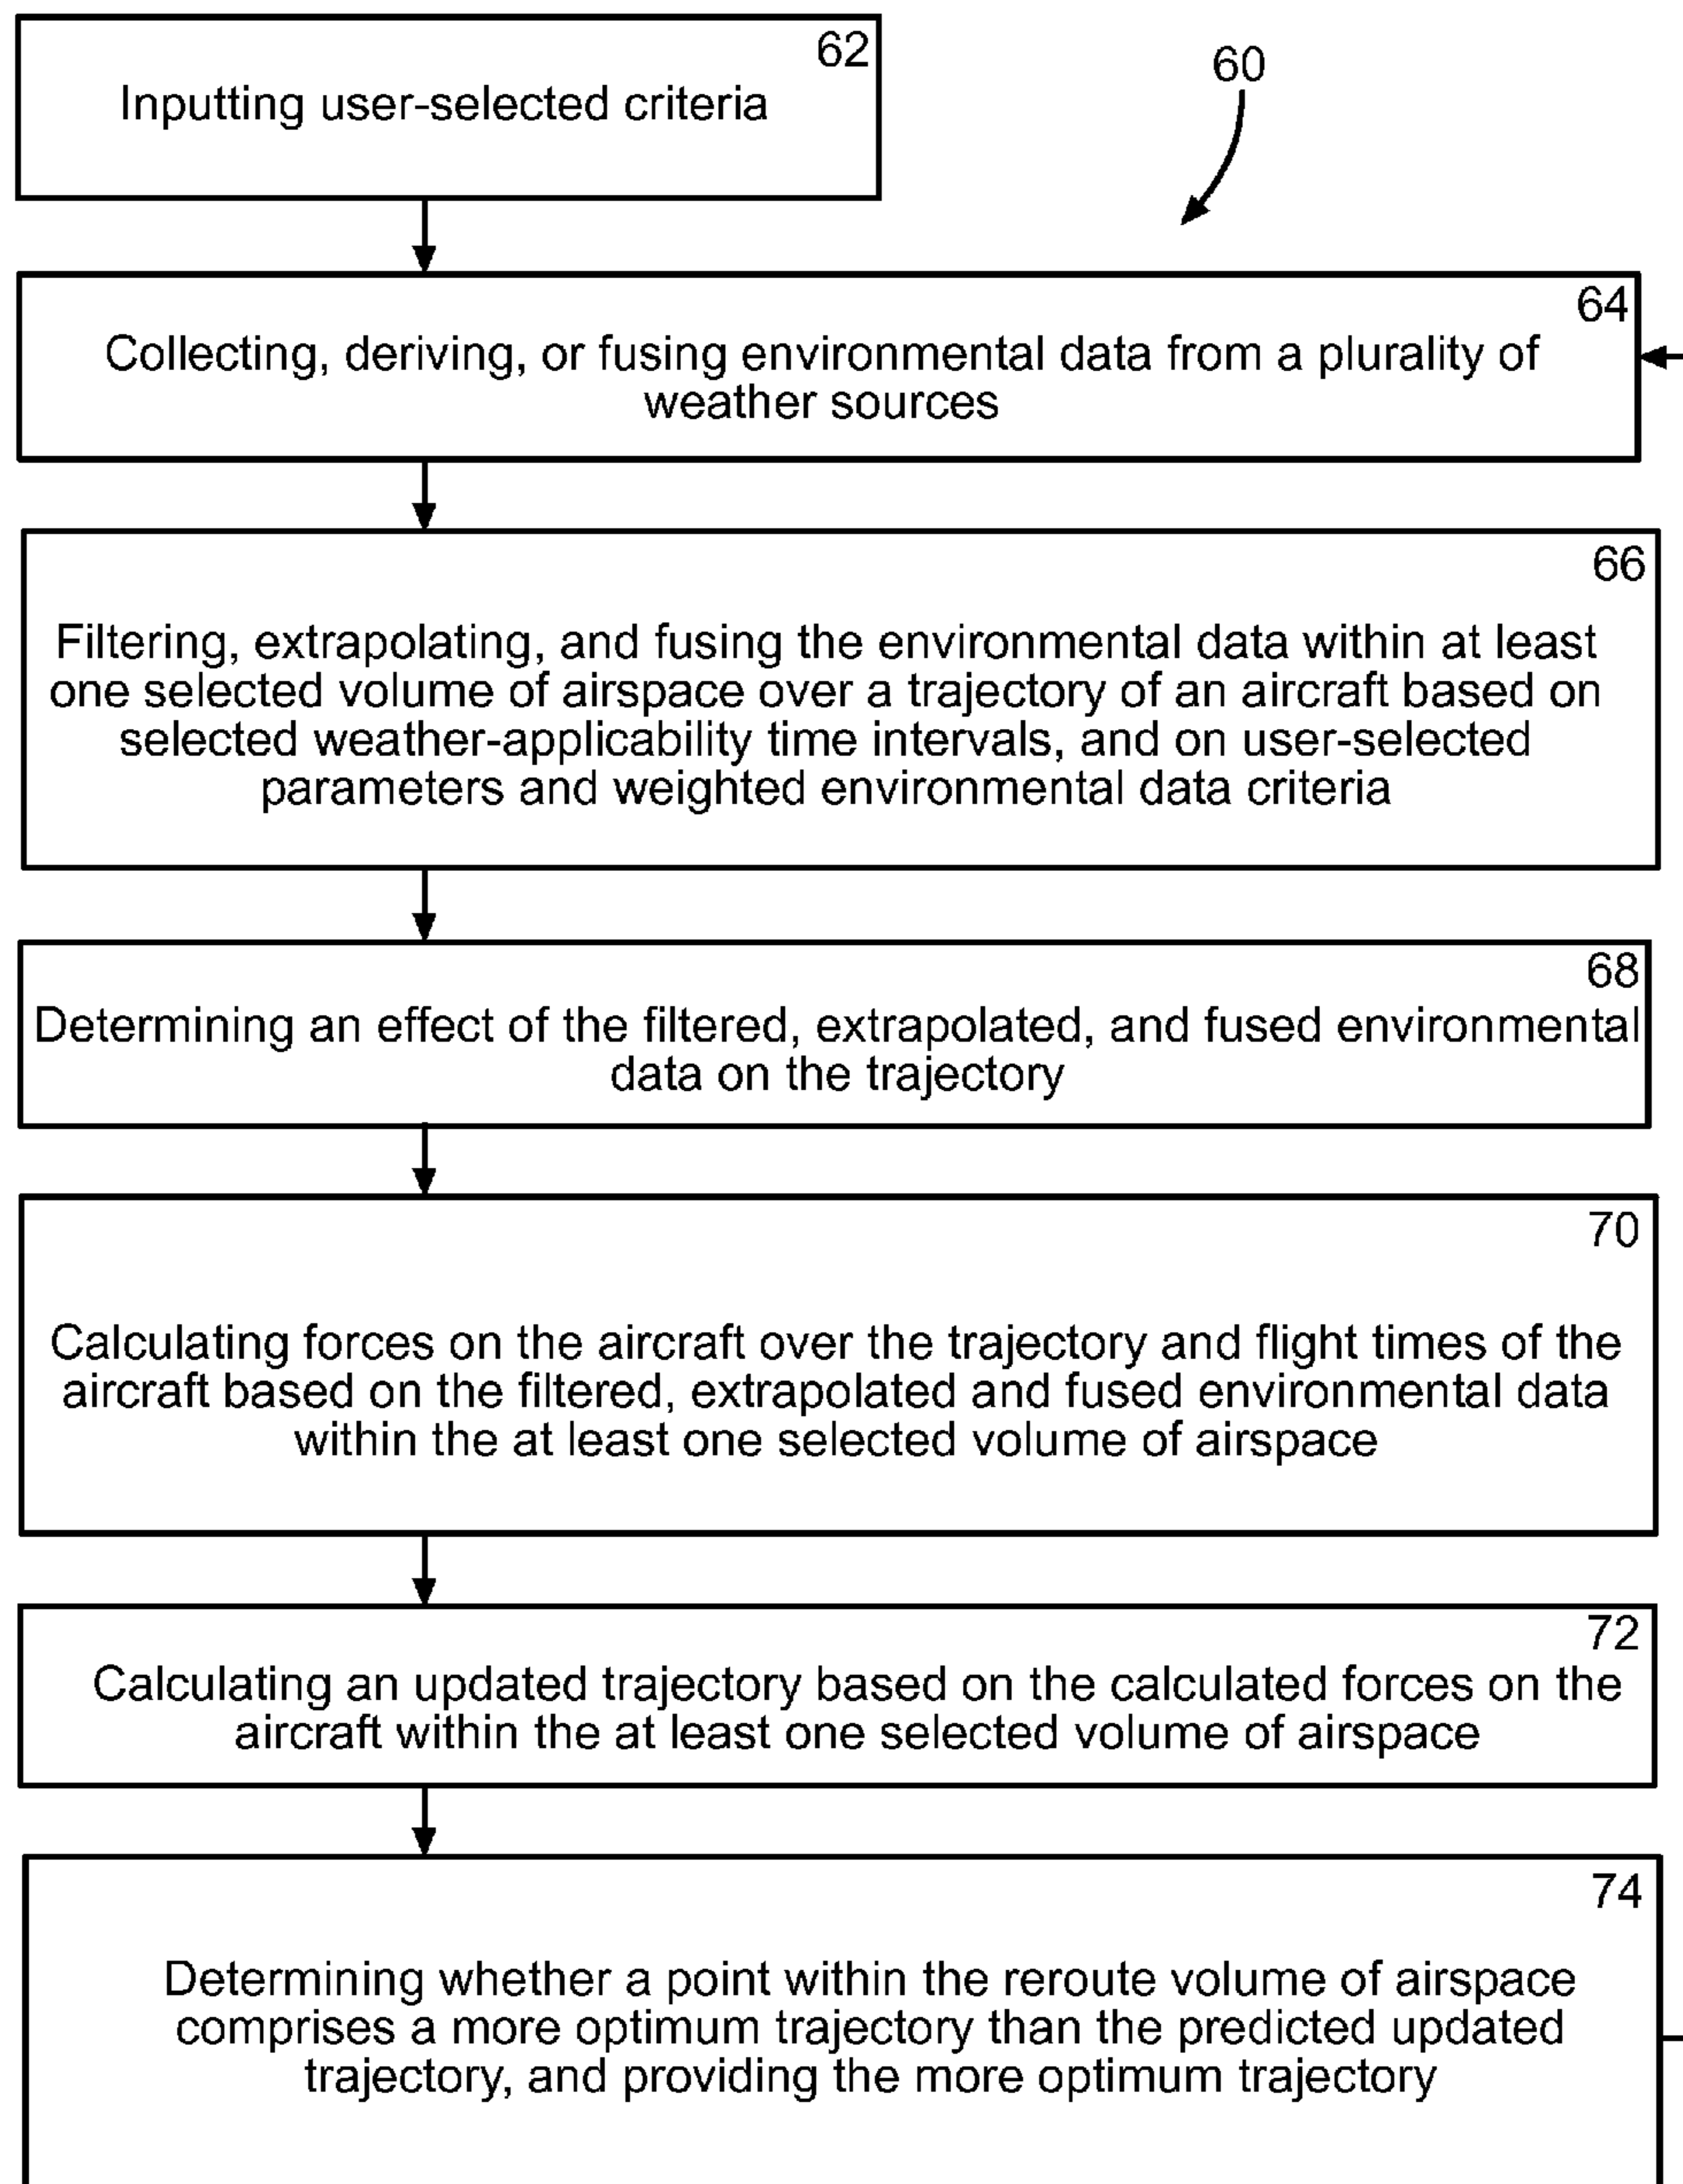 62
Inputting user-selected criteria
60
64
Collecting, deriving, or fusing environmental data from a plurality of
weather sources
66
Filtering, extrapolating, and fusing the environmental data within at least
one selected volume of airspace over a trajectory of an aircraft based on
selected weather-applicability time intervals, and on user-selected
parameters and weighted environmental data criteria
68
Determining an effect of the filtered, extrapolated, and fused environmental
data on the trajectory
70
Calculating forces on the aircraft over the trajectory and flight times of the
aircraft based on the filtered, extrapolated and fused environmental data
within the at least one selected volume of airspace
72
Calculating an updated trajectory based on the calculated forces on the
aircraft within the at least one selected volume of airspace
74
Determining whether a point within the reroute volume of airspace
comprises a more optimum trajectory than the predicted updated
trajectory, and providing the more optimum trajectory